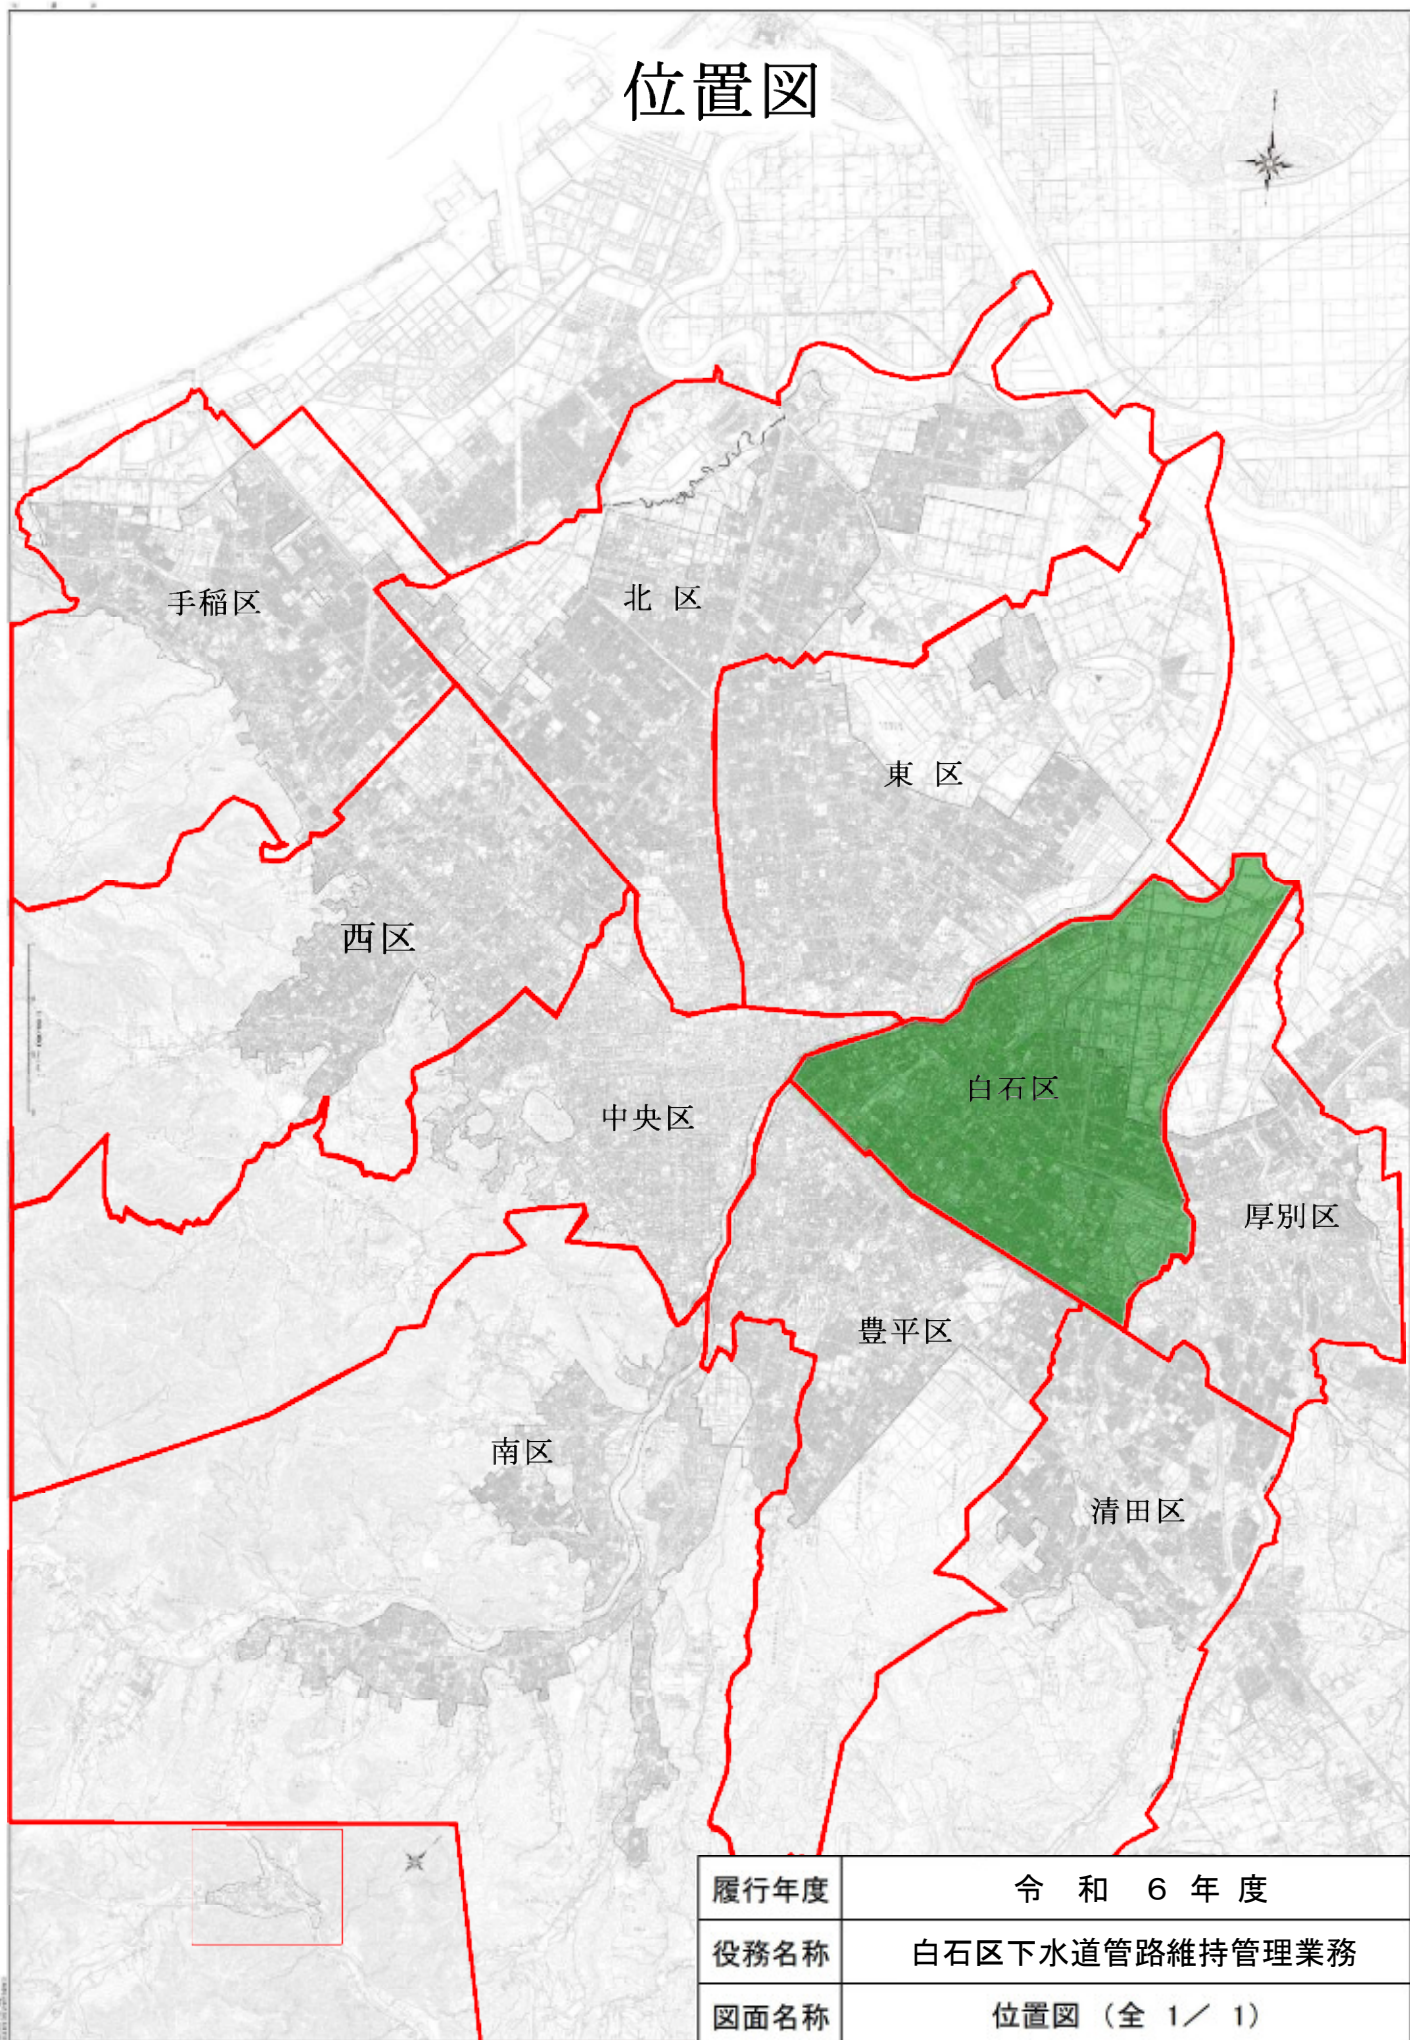 位置図
手稲区
北 区
東 区
西区
白石区
中央区
厚別区
豊平区
南区
清田区
履行年度 令 和 6 年 度
役務名称 白石区下水道管路維持管理業務
図面名称 位置図 (全 1／ 1)